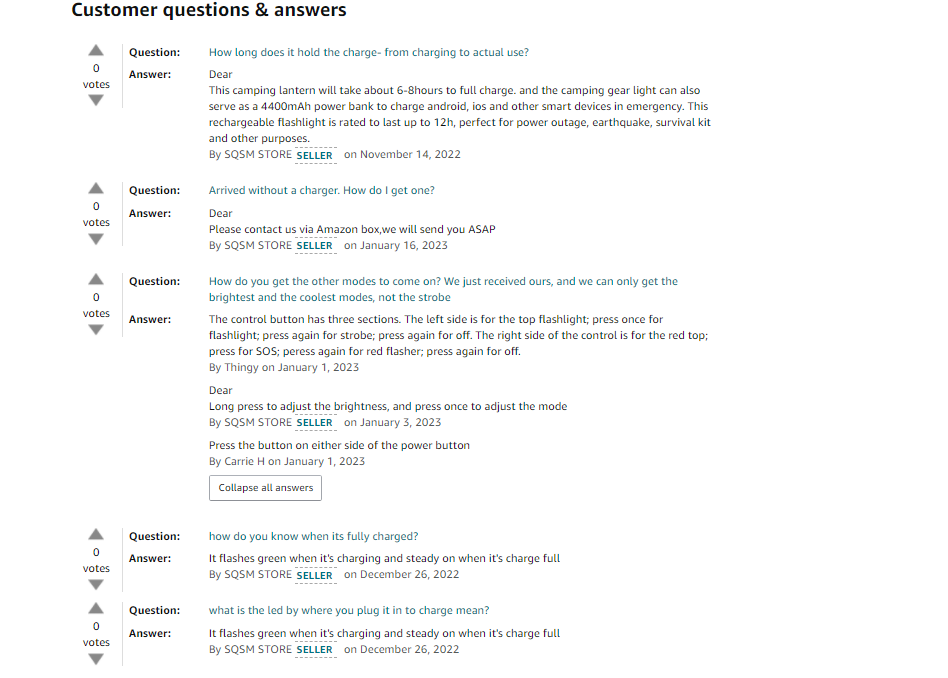 Customer questions & answers
0
votes
Question: How long does it hold the charge- from charging to actual use?
Answer: Dear
This camping lantern will take about 6-8hours to full charge. and the camping gear light can also
serve as a 4400mAh power bank to charge android, ios and other smart devices in emergency. This
rechargeable flashlight is rated to last up to 12h, perfect for power outage, earthquake, survival kit
and other purposes.
By SQSM STORE SELLER on November 14, 2022
0
votes
Question: Arrived without a charger. How do I get one?
Answer: Dear
Please contact us via Amazon box,we will send you ASAP
By SQSM STORE SELLER on January 16, 2023
0
votes
Question: How do you get the other modes to come on? We just received ours, and we can only get the
brightest and the coolest modes, not the strobe
Answer: The control button has three sections. The left side is for the top flashlight; press once for
flashlight; press again for strobe; press again for off. The right side of the control is for the red top;
press for SOS; peress again for red flasher; press again for off.
By Thingy on January 1, 2023
Dear
Long press to adjust the brightness, and press once to adjust the mode
By SQSM STORE SELLER on January 3, 2023
Press the button on either side of the power button
By Carrie H on January 1, 2023
Collapse all answers
0
votes
Question: how do you know when its fully charged?
Answer: It flashes green when it's charging and steady on when it's charge full
By SQSM STORE SELLER on December 26, 2022
0
votes
Question: what is the led by where you plug it in to charge mean?
Answer: It flashes green when it's charging and steady on when it's charge full
By SQSM STORE SELLER on December 26, 2022